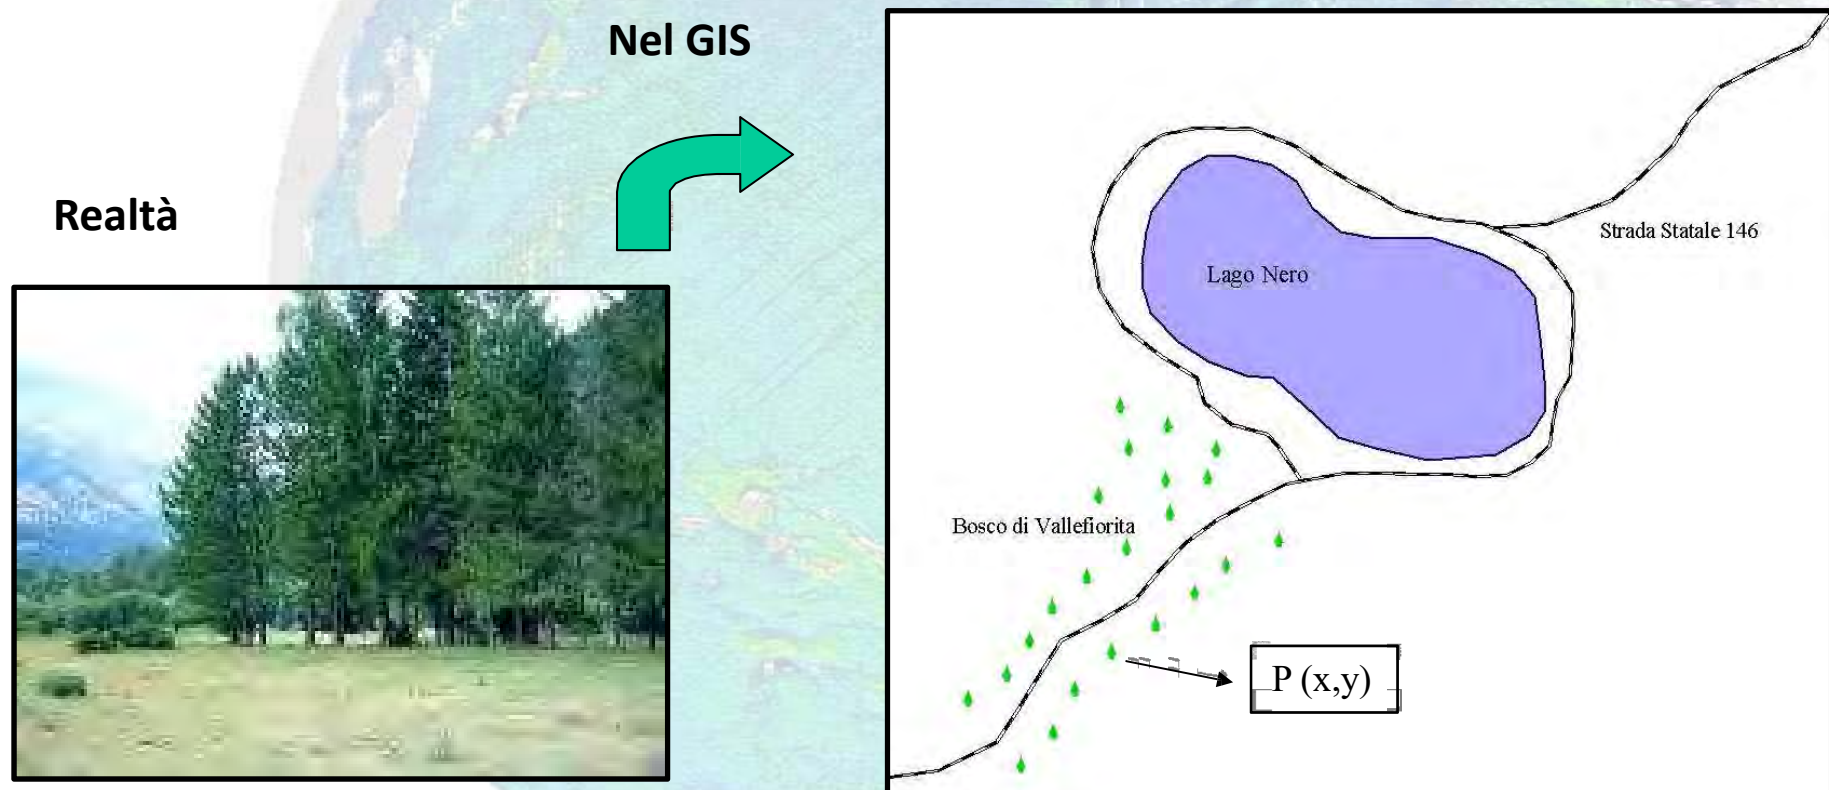 Nel GIS
Realtà
Strada Statale 146
Lago Nero
Bosco di Vallefiorita
P (x,y)